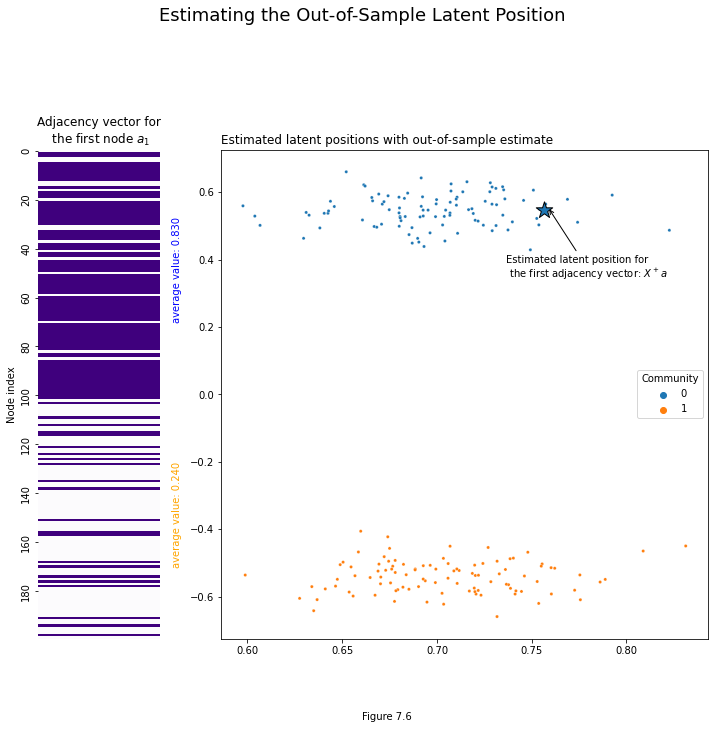 Estimating the Out-of-Sample Latent Position
Adjacency vector for
the first node a₁
0
20
40
60
80
100
120
140
160
180
Node index
average value: 0.830
average value: 0.240
Estimated latent positions with out-of-sample estimate
0.6
0.4
0.2
0.0
−0.2
−0.4
−0.6
0.60
0.65
0.70
0.75
0.80
Estimated latent position for
the first adjacency vector: X⁺a
Community
0
1
Figure 7.6